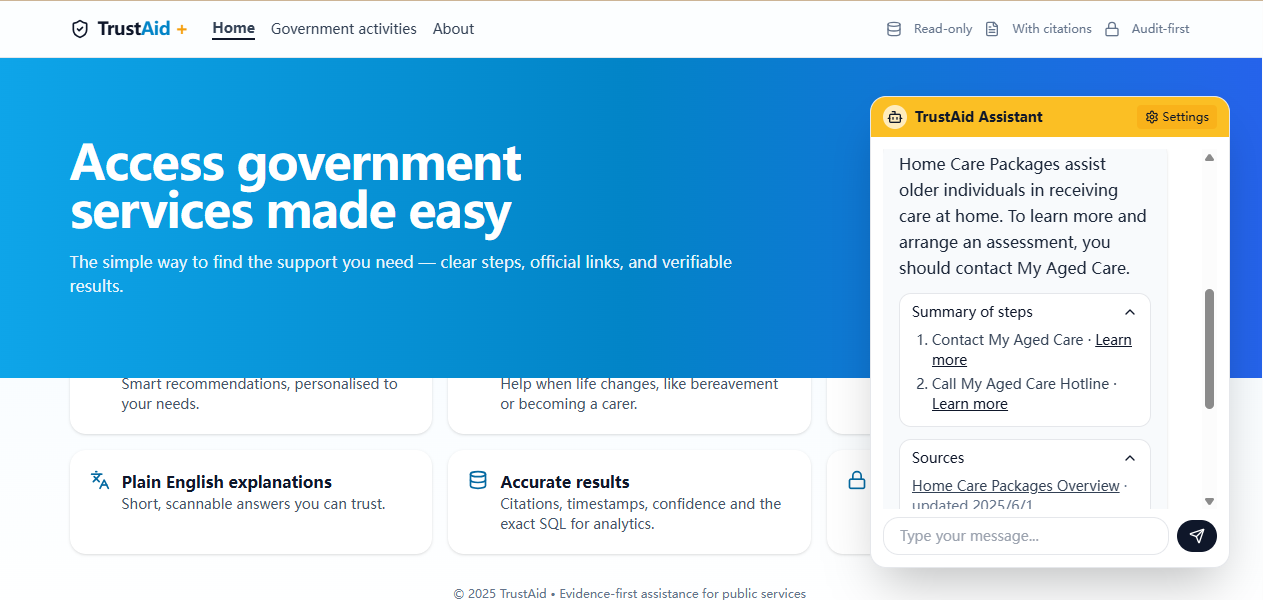 TrustAid +
Home
Government activities
About
Read-only
With citations
Audit-first
Access government
services made easy
The simple way to find the support you need — clear steps, official links, and verifiable
results.
Smart recommendations, personalised to
your needs.
Help when life changes, like bereavement
or becoming a carer.
Plain English explanations
Short, scannable answers you can trust.
Accurate results
Citations, timestamps, confidence and the
exact SQL for analytics.
TrustAid Assistant
Settings
Home Care Packages assist
older individuals in receiving
care at home. To learn more and
arrange an assessment, you
should contact My Aged Care.
Summary of steps
1. Contact My Aged Care · Learn
more
2. Call My Aged Care Hotline ·
Learn more
Sources
Home Care Packages Overview ·
updated 2025/6/1
Type your message...
© 2025 TrustAid • Evidence-first assistance for public services